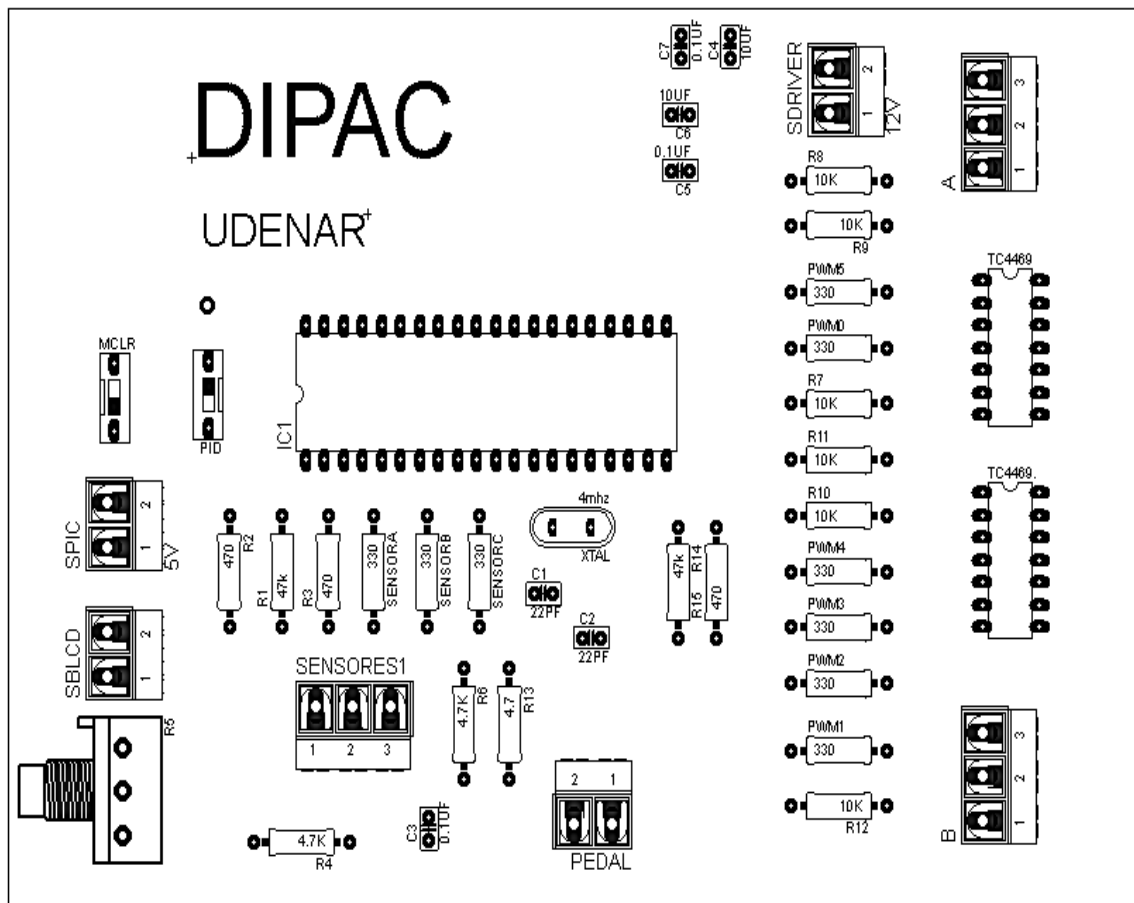 C7
0.1UF
C4
10UF
SDRIVER
2
1
12V
3
2
1
A
DIPAC
10UF
C6
0.1UF
C5
R8
10K
10K
R9
UDENAR
PWM5
330
TC4469
PWM0
330
MCLR
PID
IC1
R7
10K
R11
10K
SPIC
2
1
5V
4mhz
XTAL
R10
10K
TC4469.
470
R2
R1
47k
R3
470
330
SENSORA
330
SENSORB
330
SENSORC
C1
22PF
C2
22PF
47k
R14
R15
470
PWM4
330
PWM3
330
SBLCD
2
1
SENSORES1
1 2 3
4.7K
R6
4.7
R13
PWM2
330
R5
PWM1
330
3
2
1
B
2 1
PEDAL
10K
R12
C3
0.1UF
4.7K
R4